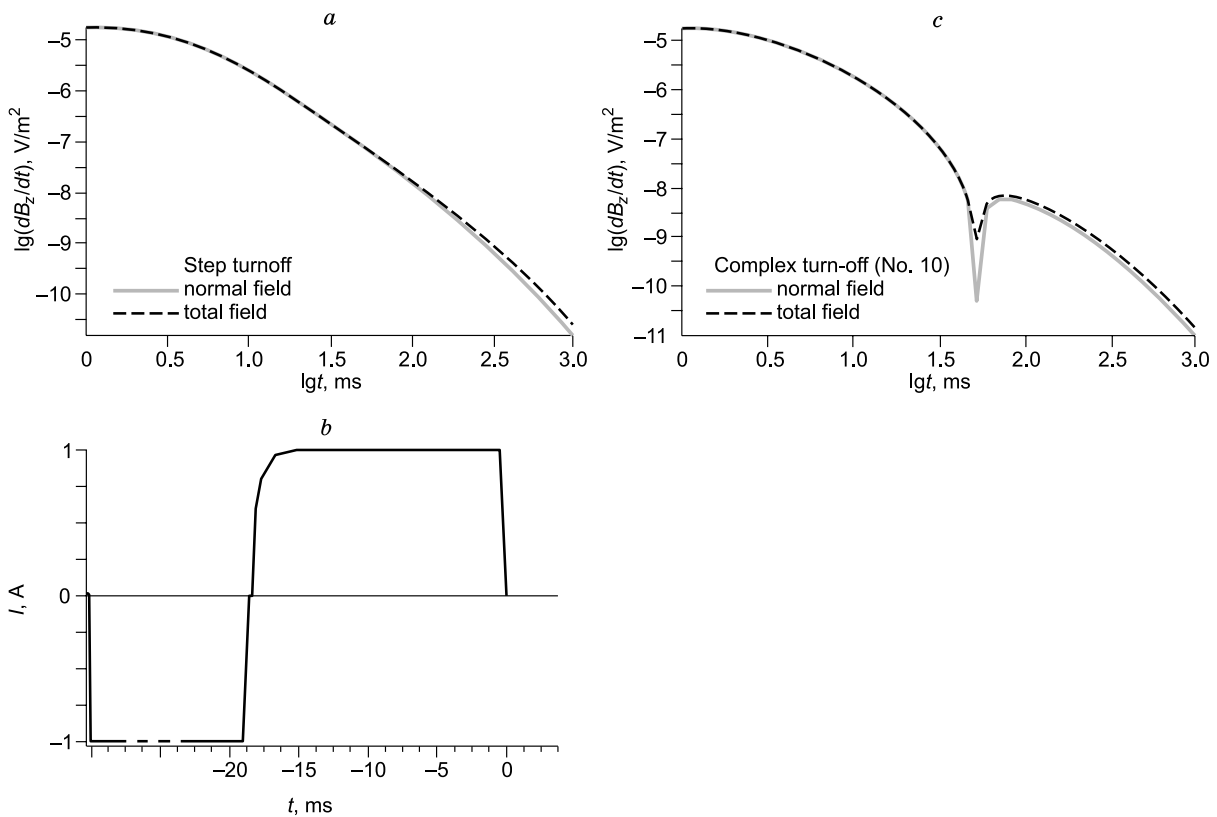 a
lg(dBz/dt), V/m²
–5
–6
–7
–8
–9
–10
Step turnoff
normal field
total field
0 0.5 1.0 1.5 2.0 2.5 3.0
lgt, ms
c
lg(dBz/dt), V/m²
–5
–6
–7
–8
–9
–10
–11
Complex turn-off (No. 10)
normal field
total field
0 0.5 1.0 1.5 2.0 2.5 3.0
lgt, ms
b
I, A
1
0
–1
–20 –15 –10 –5 0
t, ms